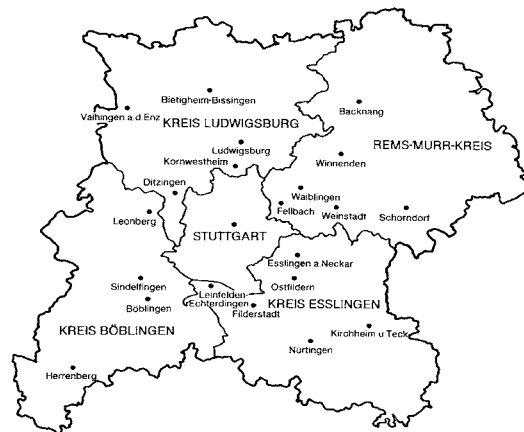 Bietigheim-Bissingen
Vaihingen a.d.Enz
Backnang
KREIS LUDWIGSBURG
REMS-MURR-KREIS
Ludwigsburg
Kornwestheim
Winnenden
Ditzingen
Waiblingen
Fellbach
Weinstadt
Schorndorf
Leonberg
STUTTGART
Esslingen a.Neckar
Sindelfingen
Ostfildern
Leinfelden-
Echterdingen
Böblingen
KREIS ESSLINGEN
Filderstadt
KREIS BÖBLINGEN
Kirchheim u Teck
Nürtingen
Herrenberg